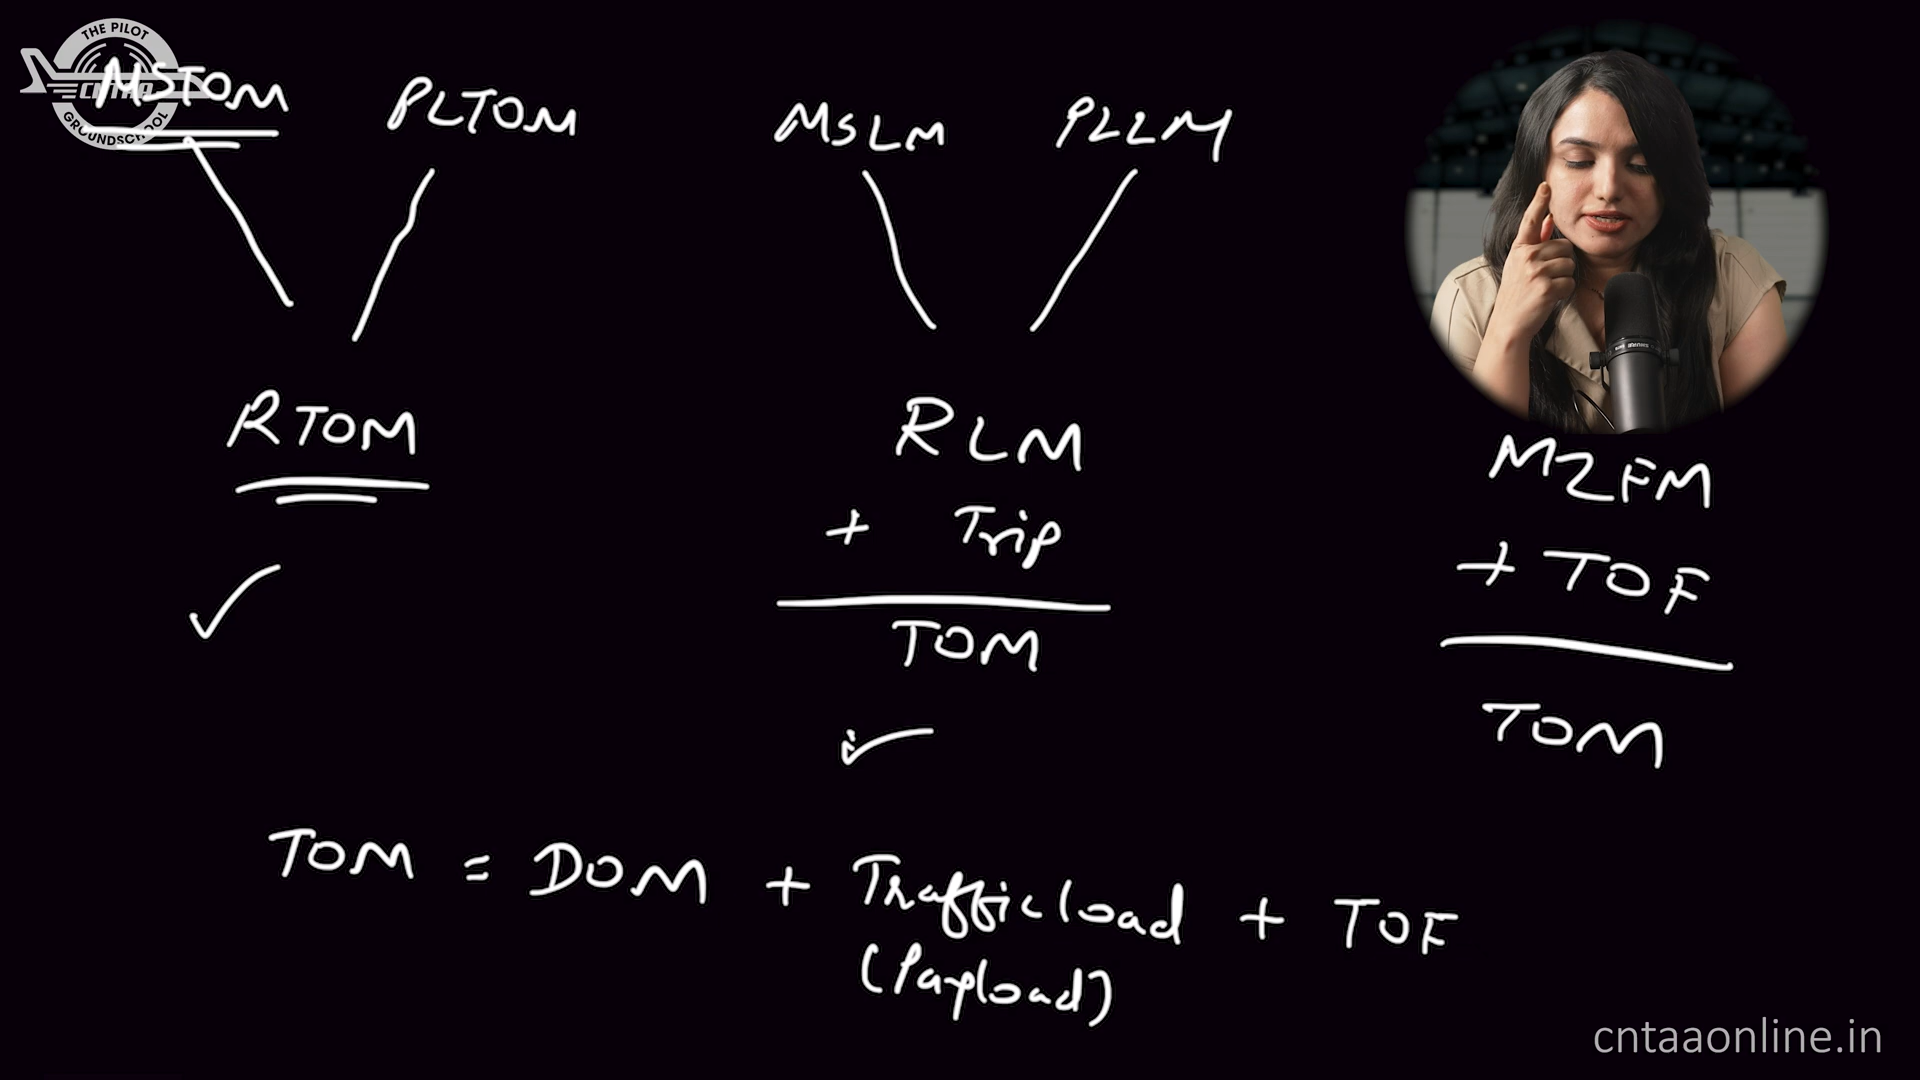 THE PILOT
GROUNDSCHOOL
MSTOM PLTOM MSLM PLLM
RTOM RLM MZFM
+ Trip + TOF
TOM TOM
TOM = DOM + Trafficload + TOF
(Payload)
cntaaonline.in